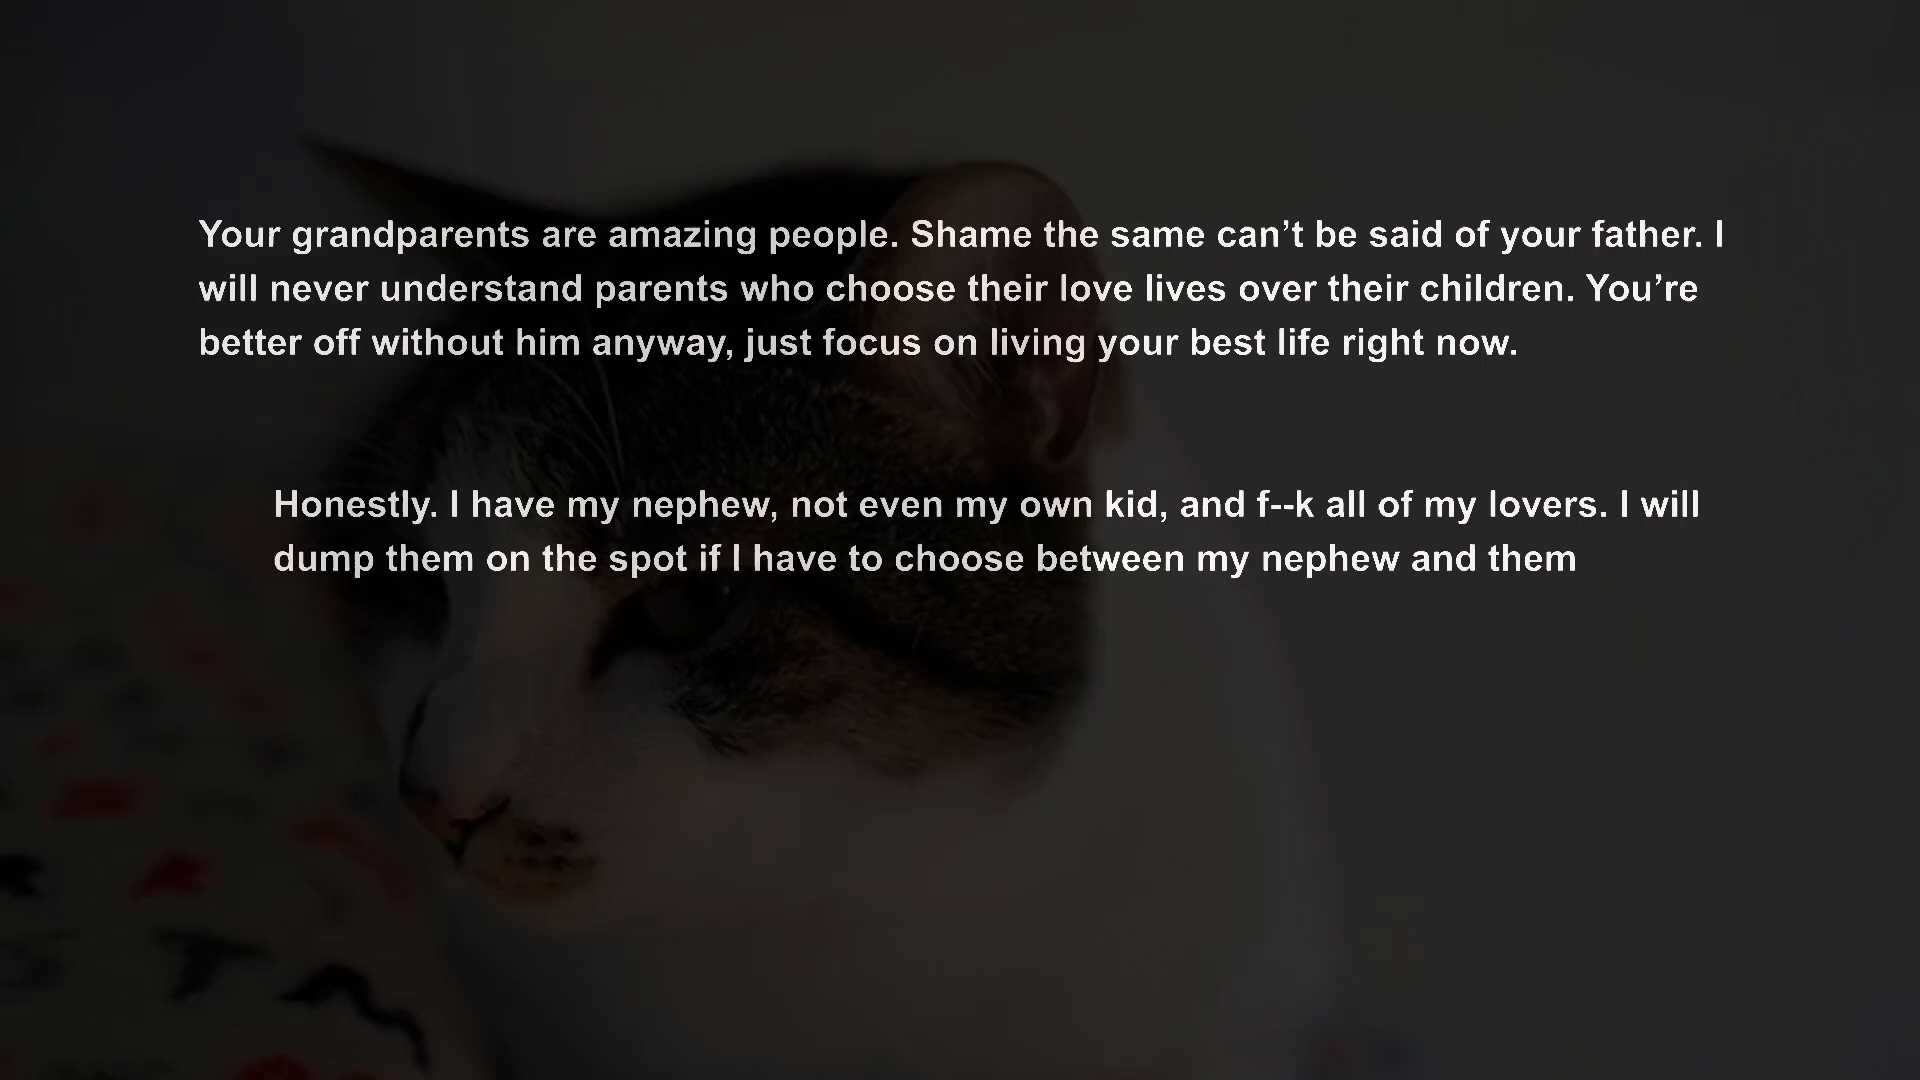 Your grandparents are amazing people. Shame the same can’t be said of your father. I
will never understand parents who choose their love lives over their children. You’re
better off without him anyway, just focus on living your best life right now.
Honestly. I have my nephew, not even my own kid, and f--k all of my lovers. I will
dump them on the spot if I have to choose between my nephew and them